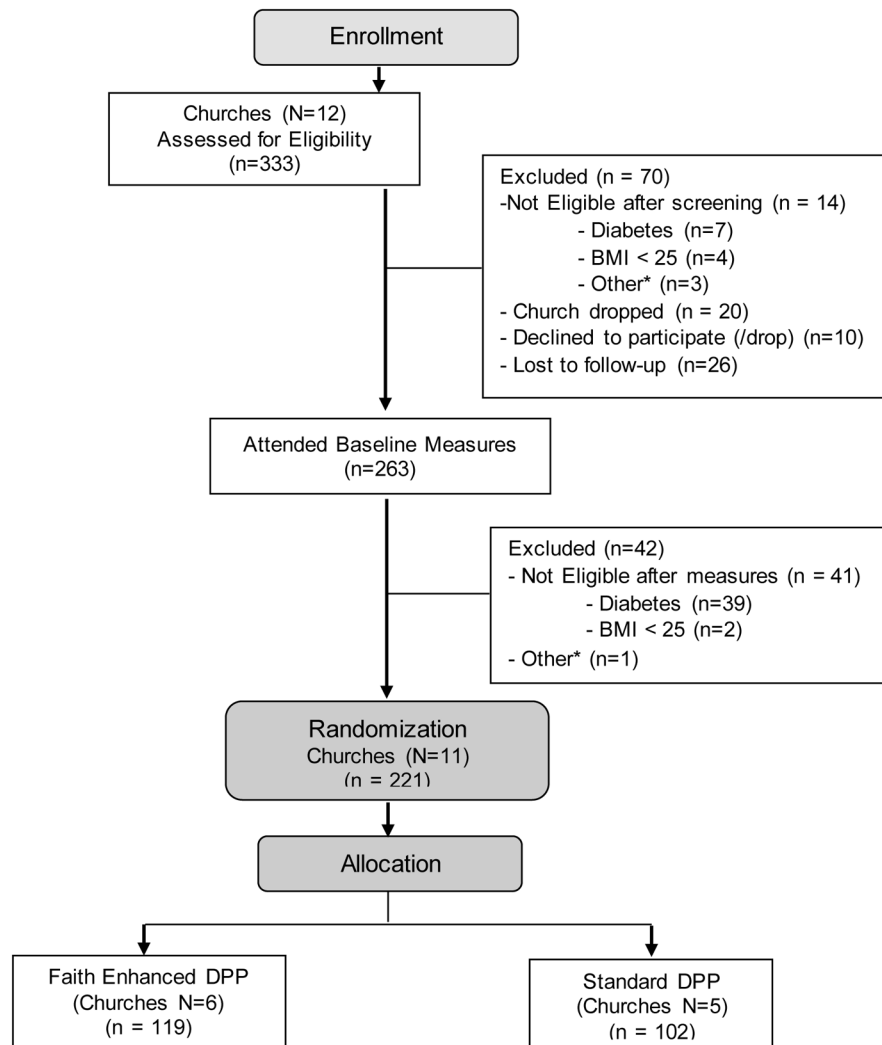 Enrollment
Churches (N=12)
Assessed for Eligibility
(n=333)
Excluded (n = 70)
-Not Eligible after screening (n = 14)
- Diabetes (n=7)
- BMI < 25 (n=4)
- Other* (n=3)
- Church dropped (n = 20)
- Declined to participate (/drop) (n=10)
- Lost to follow-up (n=26)
Attended Baseline Measures
(n=263)
Excluded (n=42)
- Not Eligible after measures (n = 41)
- Diabetes (n=39)
- BMI < 25 (n=2)
- Other* (n=1)
Randomization
Churches (N=11)
(n = 221)
Allocation
Faith Enhanced DPP
(Churches N=6)
(n = 119)
Standard DPP
(Churches N=5)
(n = 102)